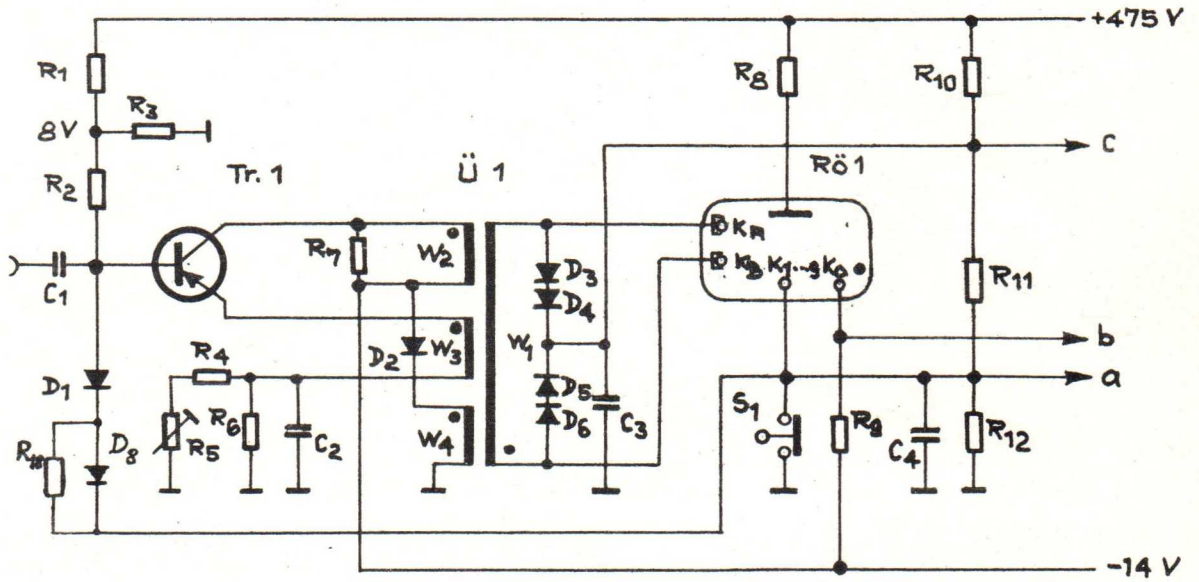 +475 V
R1
R8
R10
R3
8V
c
R2
Tr. 1
Ü 1
Rö 1
KA
R7
W2
KB K1...9 K0
D3
R11
C1
D4
b
D2
W3
W1
R4
a
D1
D5
S1
R5
R6
C2
W4
D6
C3
R9
C4
R12
D8
-14 V